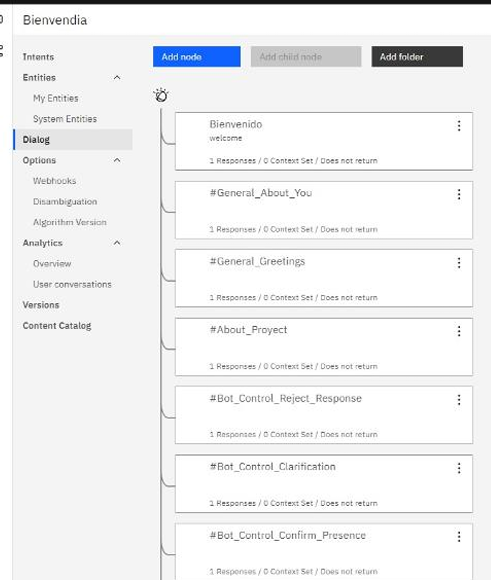 Bienvendia
Intents
Entities
My Entities
System Entities
Dialog
Options
Webhooks
Disambiguation
Algorithm Version
Analytics
Overview
User conversations
Versions
Content Catalog
Add node
Add child node
Add folder
Bienvenido
welcome
1 Responses / 0 Context Set / Does not return
#General_About_You
1 Responses / 0 Context Set / Does not return
#General_Greetings
1 Responses / 0 Context Set / Does not return
#About_Proyect
1 Responses / 0 Context Set / Does not return
#Bot_Control_Reject_Response
1 Responses / 0 Context Set / Does not return
#Bot_Control_Clarification
1 Responses / 0 Context Set / Does not return
#Bot_Control_Confirm_Presence
1 Responses / 0 Context Set / Does not return